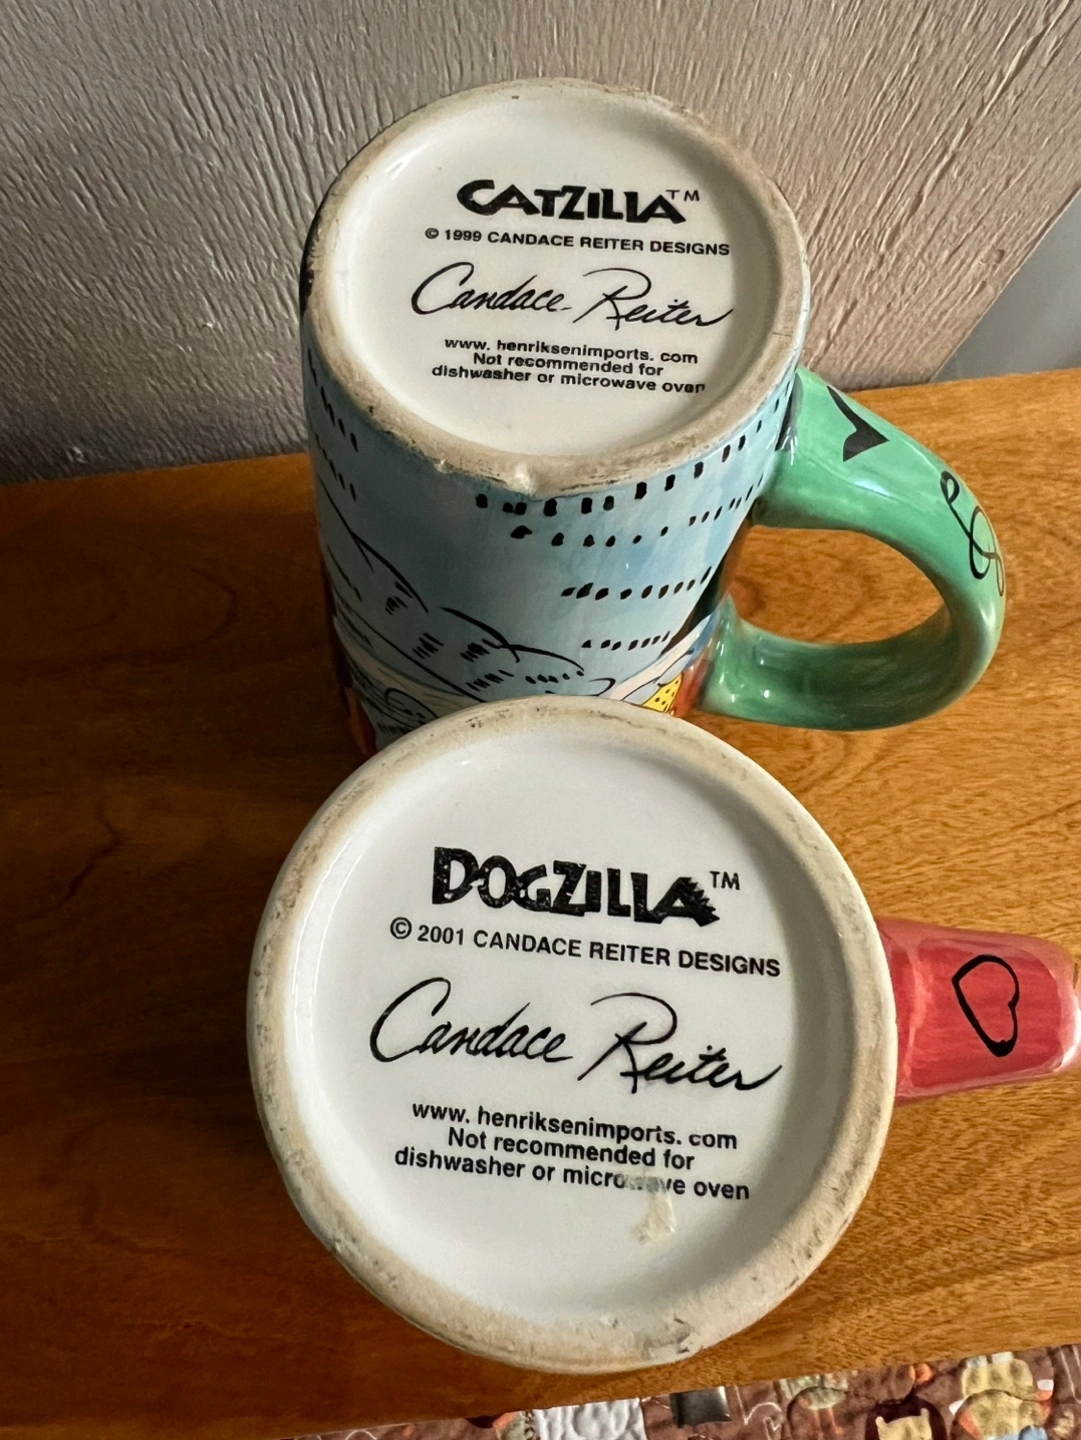 CATZILLA™
© 1999 CANDACE REITER DESIGNS
Candace Reiter
www. henriksenimports. com
Not recommended for
dishwasher or microwave oven
DOGZILLA™
© 2001 CANDACE REITER DESIGNS
Candace Reiter
www. henriksenimports. com
Not recommended for
dishwasher or microwave oven